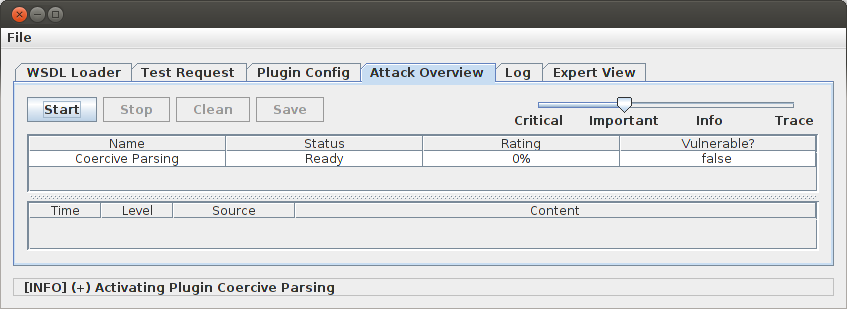 File
WSDL Loader Test Request Plugin Config Attack Overview Log Expert View
Start Stop Clean Save
Critical Important Info Trace
Name Status Rating Vulnerable?
Coercive Parsing Ready 0% false
Time Level Source Content
[INFO] (+) Activating Plugin Coercive Parsing